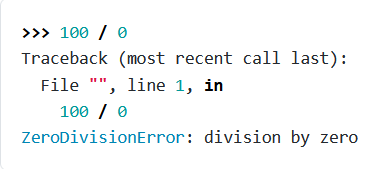 >>> 100 / 0
Traceback (most recent call last):
  File "", line 1, in
    100 / 0
ZeroDivisionError: division by zero